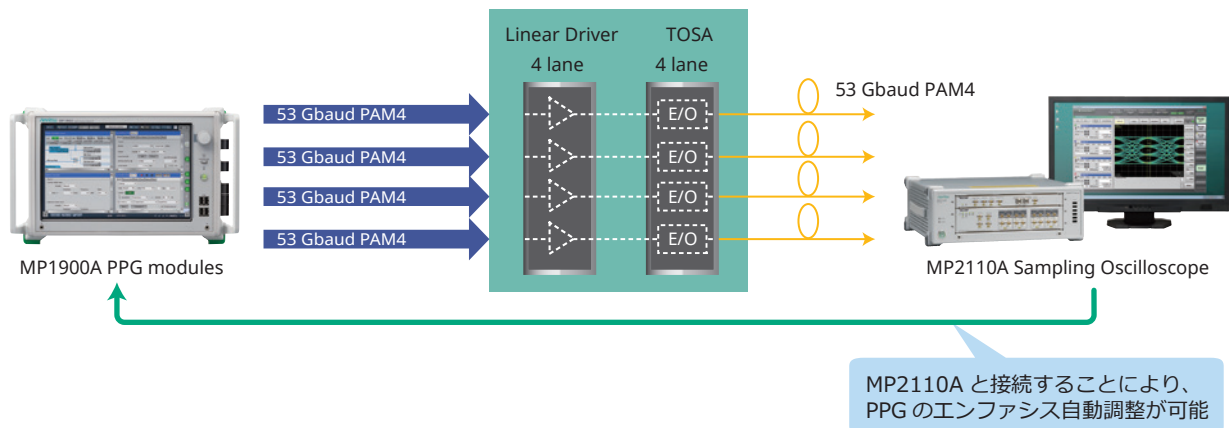 Linear Driver
4 lane
TOSA
4 lane
53 Gbaud PAM4
53 Gbaud PAM4
53 Gbaud PAM4
53 Gbaud PAM4
E/O
E/O
E/O
E/O
53 Gbaud PAM4
MP1900A PPG modules
MP2110A Sampling Oscilloscope
MP2110A と接続することにより、
PPG のエンファシス自動調整が可能